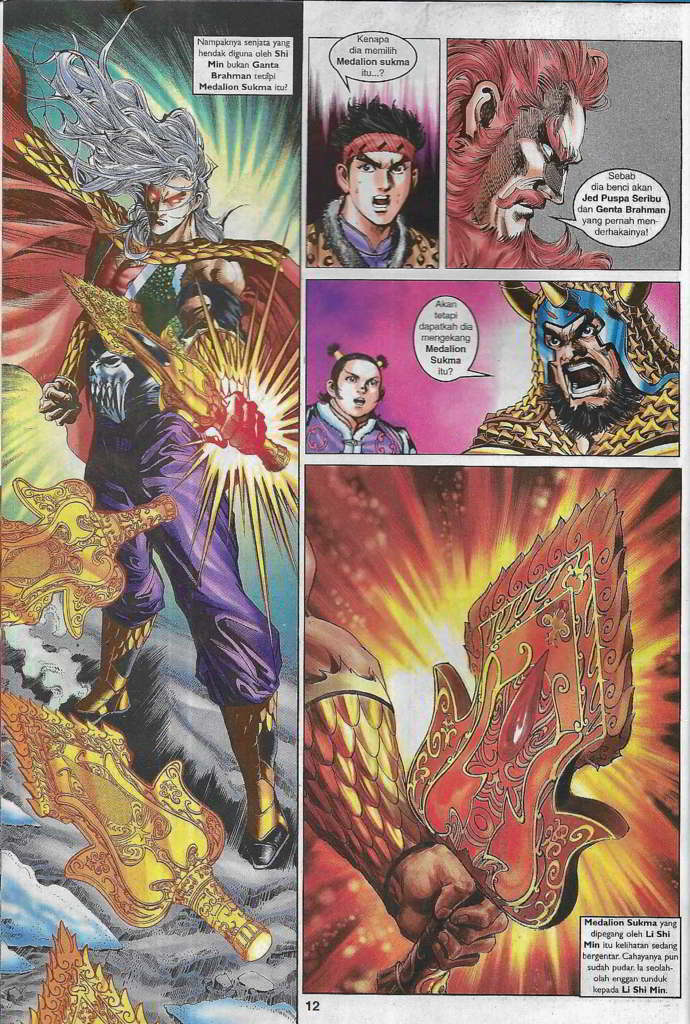 Nampaknya senjata yang
hendak diguna oleh Shi
Min bukan Ganta
Brahman tetapi
Medalion Sukma itu?
Kenapa
dia memilih
Medalion sukma
itu...?
Sebab
dia benci akan
Jed Puspa Seribu
dan Genta Brahman
yang pernah men-
derhakainya!
Akan
tetapi
dapatkah dia
mengekang
Medalion
Sukma
itu?
Medalion Sukma yang
dipegang oleh Li Shi
Min itu kelihatan sedang
bergentar. Cahayanya pun
sudah pudar. Ia seolah-
olah enggan tunduk
kepada Li Shi Min.
12